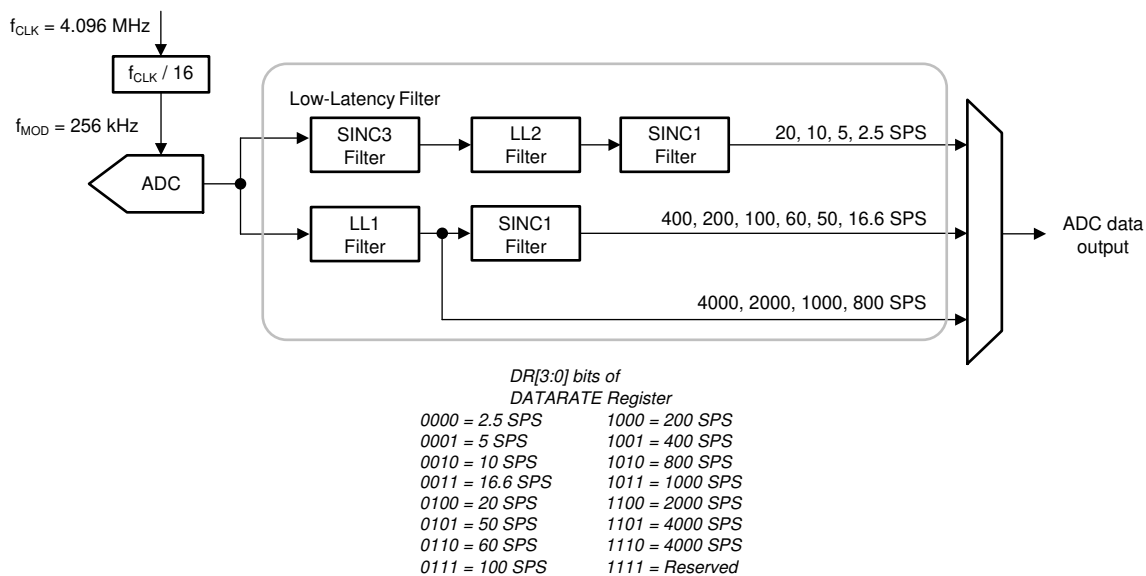 fCLK = 4.096 MHz
fCLK / 16
fMOD = 256 kHz
ADC
Low-Latency Filter
SINC3
Filter
LL2
Filter
SINC1
Filter
20, 10, 5, 2.5 SPS
LL1
Filter
SINC1
Filter
400, 200, 100, 60, 50, 16.6 SPS
4000, 2000, 1000, 800 SPS
ADC data
output
DR[3:0] bits of
DATARATE Register
0000 = 2.5 SPS 1000 = 200 SPS
0001 = 5 SPS 1001 = 400 SPS
0010 = 10 SPS 1010 = 800 SPS
0011 = 16.6 SPS 1011 = 1000 SPS
0100 = 20 SPS 1100 = 2000 SPS
0101 = 50 SPS 1101 = 4000 SPS
0110 = 60 SPS 1110 = 4000 SPS
0111 = 100 SPS 1111 = Reserved